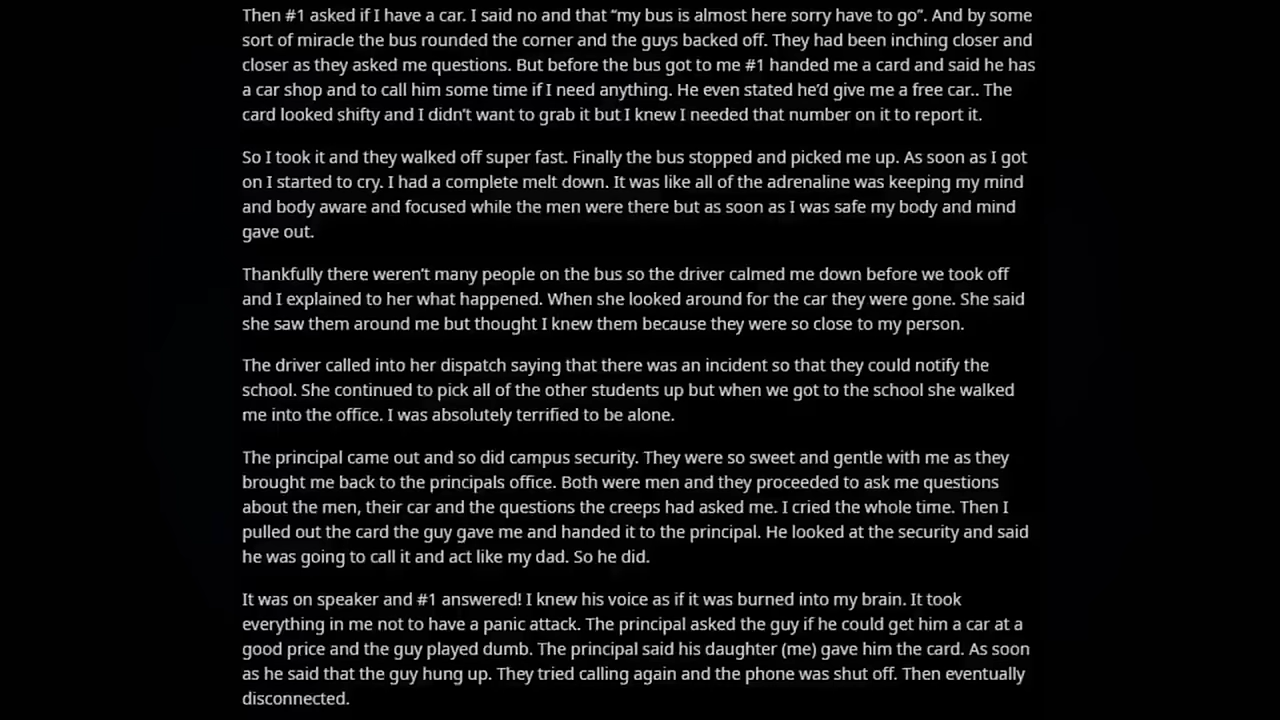 Then #1 asked if I have a car. I said no and that “my bus is almost here sorry have to go”. And by some
sort of miracle the bus rounded the corner and the guys backed off. They had been inching closer and
closer as they asked me questions. But before the bus got to me #1 handed me a card and said he has
a car shop and to call him some time if I need anything. He even stated he’d give me a free car.. The
card looked shifty and I didn’t want to grab it but I knew I needed that number on it to report it.
So I took it and they walked off super fast. Finally the bus stopped and picked me up. As soon as I got
on I started to cry. I had a complete melt down. It was like all of the adrenaline was keeping my mind
and body aware and focused while the men were there but as soon as I was safe my body and mind
gave out.
Thankfully there weren’t many people on the bus so the driver calmed me down before we took off
and I explained to her what happened. When she looked around for the car they were gone. She said
she saw them around me but thought I knew them because they were so close to my person.
The driver called into her dispatch saying that there was an incident so that they could notify the
school. She continued to pick all of the other students up but when we got to the school she walked
me into the office. I was absolutely terrified to be alone.
The principal came out and so did campus security. They were so sweet and gentle with me as they
brought me back to the principals office. Both were men and they proceeded to ask me questions
about the men, their car and the questions the creeps had asked me. I cried the whole time. Then I
pulled out the card the guy gave me and handed it to the principal. He looked at the security and said
he was going to call it and act like my dad. So he did.
It was on speaker and #1 answered! I knew his voice as if it was burned into my brain. It took
everything in me not to have a panic attack. The principal asked the guy if he could get him a car at a
good price and the guy played dumb. The principal said his daughter (me) gave him the card. As soon
as he said that the guy hung up. They tried calling again and the phone was shut off. Then eventually
disconnected.